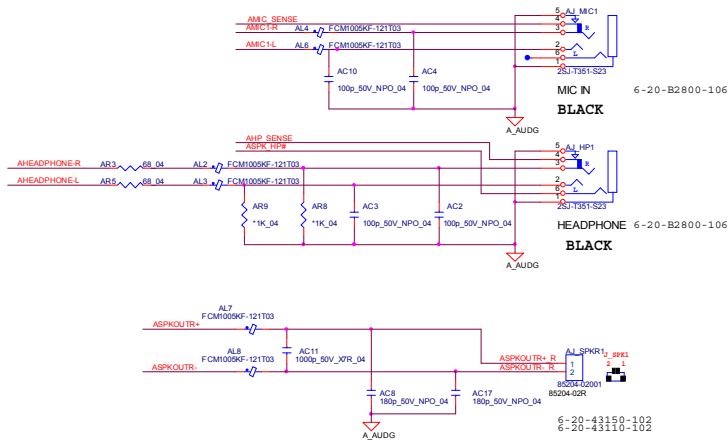 5 AJ_MIC1
AMIC_SENSE 4
AMIC1-R AL4 FCM1005KF-121T03 3 R
AMIC1-L AL6 FCM1005KF-121T03 2 L
6
1
2SJ-T351-S23
AC10 AC4
100p_50V_NPO_04 100p_50V_NPO_04
MIC IN 6-20-B2800-106
BLACK
A_AUDG
AHP_SENSE
ASPK_HP#
5 AJ_HP1
4
AHEADPHONE-R AR3 68_04 AL2 FCM1005KF-121T03 3 R
AHEADPHONE-L AR5 68_04 AL3 FCM1005KF-121T03 2 L
6
1
2SJ-T351-S23
AR9 AR8 AC3 AC2
*1K_04 *1K_04 100p_50V_NPO_04 100p_50V_NPO_04
HEADPHONE 6-20-B2800-106
BLACK
A_AUDG
AL7
FCM1005KF-121T03
ASPKOUTR+
AL8
FCM1005KF-121T03
ASPKOUTR-
AC11
1000p_50V_X7R_04
ASPKOUTR+_R
ASPKOUTR-_R
AJ_SPKR1
1
2
85204-02001
85204-02R
J_SPK1
2 1
AC8 AC17
180p_50V_NPO_04 180p_50V_NPO_04
6-20-43150-102
6-20-43110-102
A_AUDG